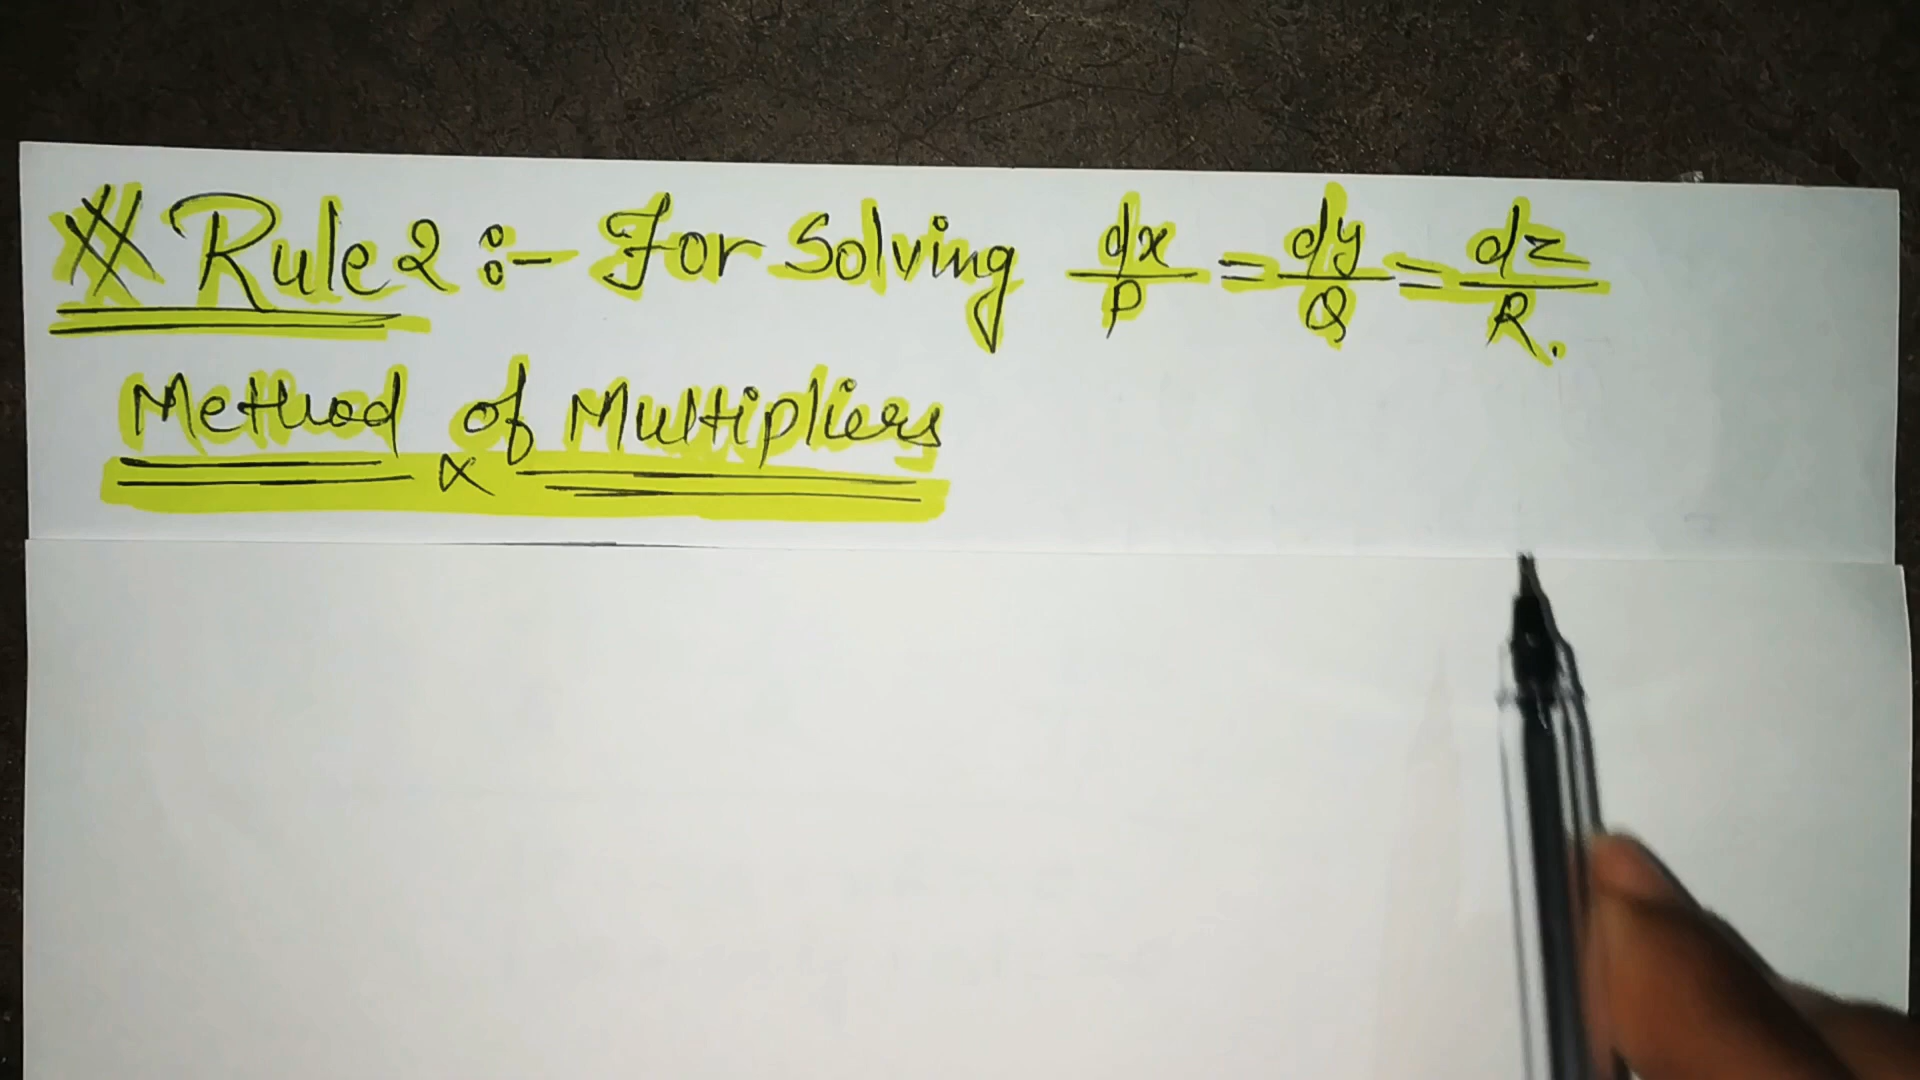 Rule 2 :- For Solving dx/P = dy/Q = dz/R.
Method of Multipliers